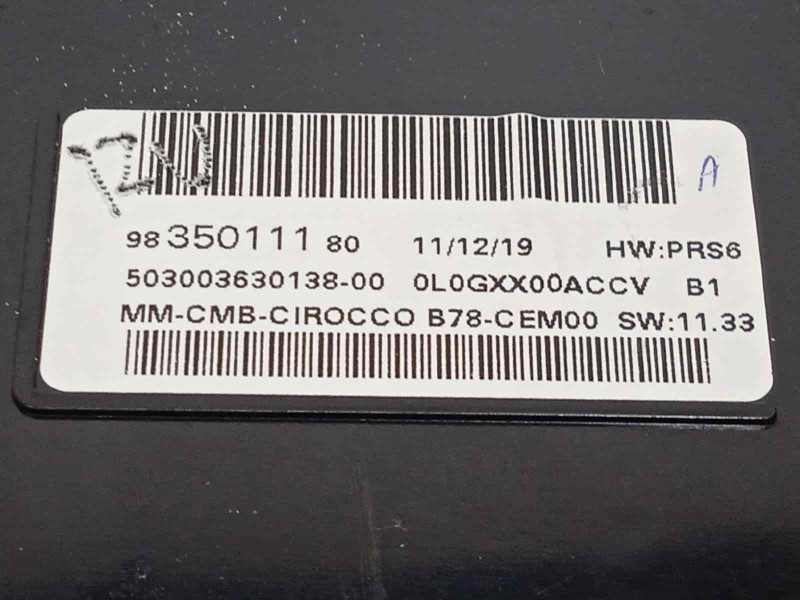 A
98 350111 80 11/12/19 HW:PRS6
503003630138-00 0L0GXX00ACCV B1
MM-CMB-CIROCCO B78-CEM00 SW:11.33